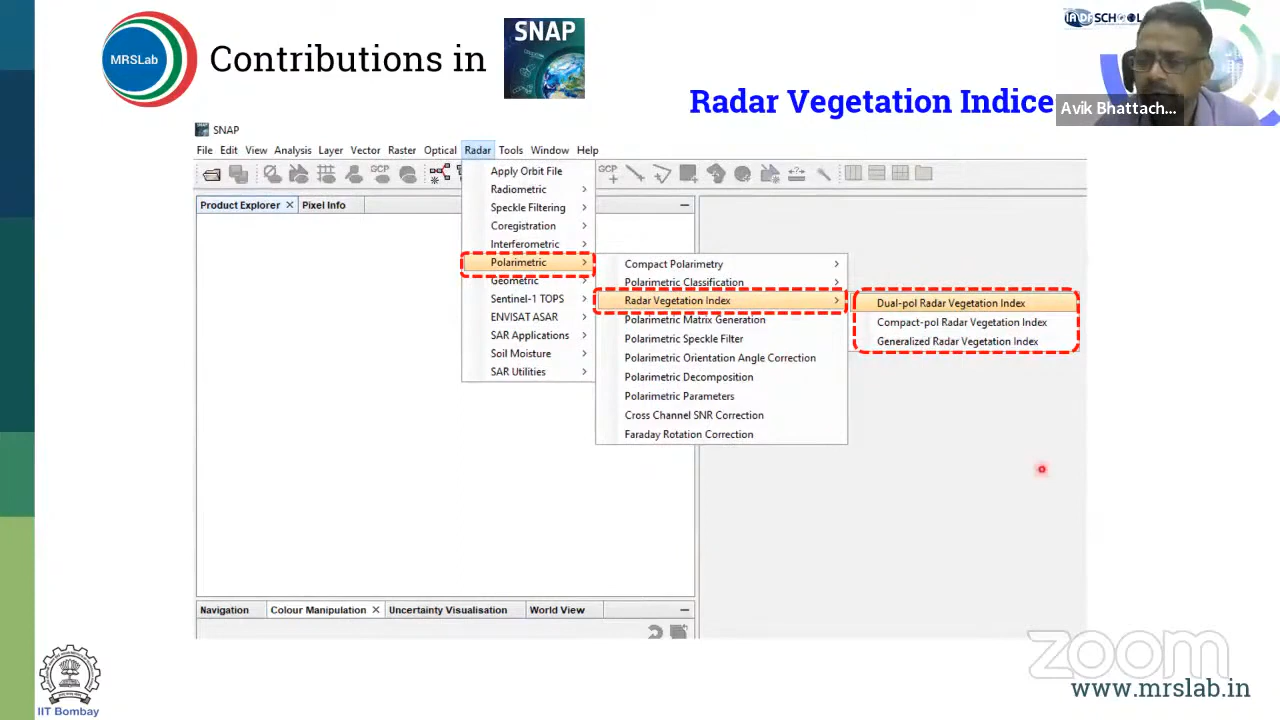 MRSLab
Contributions in
SNAP
IADFSCHOOL
Radar Vegetation Indice
Avik Bhattach...
SNAP
File Edit View Analysis Layer Vector Raster Optical Radar Tools Window Help
GCP
GCP
Product Explorer
Pixel Info
Apply Orbit File
Radiometric
Speckle Filtering
Coregistration
Interferometric
Polarimetric
Geometric
Sentinel-1 TOPS
ENVISAT ASAR
SAR Applications
Soil Moisture
SAR Utilities
Compact Polarimetry
Polarimetric Classification
Radar Vegetation Index
Polarimetric Matrix Generation
Polarimetric Speckle Filter
Polarimetric Orientation Angle Correction
Polarimetric Decomposition
Polarimetric Parameters
Cross Channel SNR Correction
Faraday Rotation Correction
Dual-pol Radar Vegetation Index
Compact-pol Radar Vegetation Index
Generalized Radar Vegetation Index
Navigation
Colour Manipulation
Uncertainty Visualisation
World View
zoom
www.mrslab.in
IIT Bombay